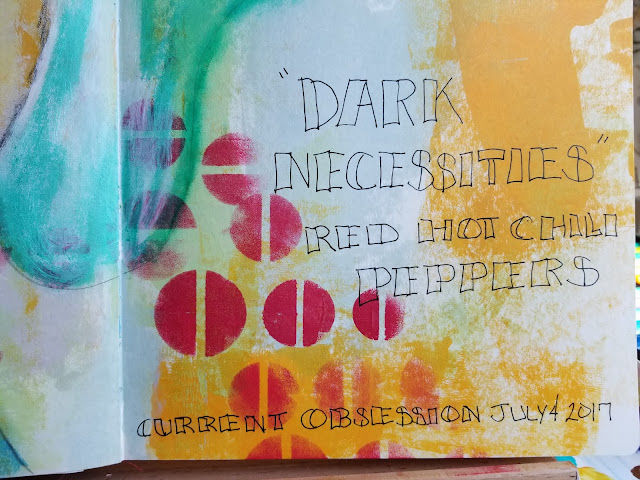 "DARK
NECESSITIES"
RED HOT CHILI
PEPPERS
CURRENT OBSESSION JULY 4 2017